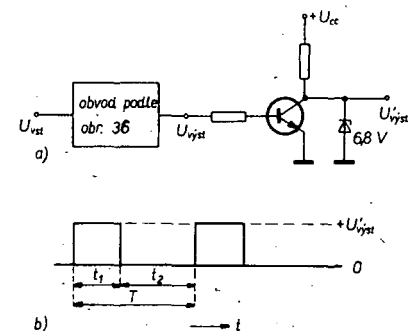 + Ucc
obvod podle
obr. 36
Uvst
Uvýst
U'výst
6,8 V
a)
+U'výst
0
t1
t2
T
b)
t